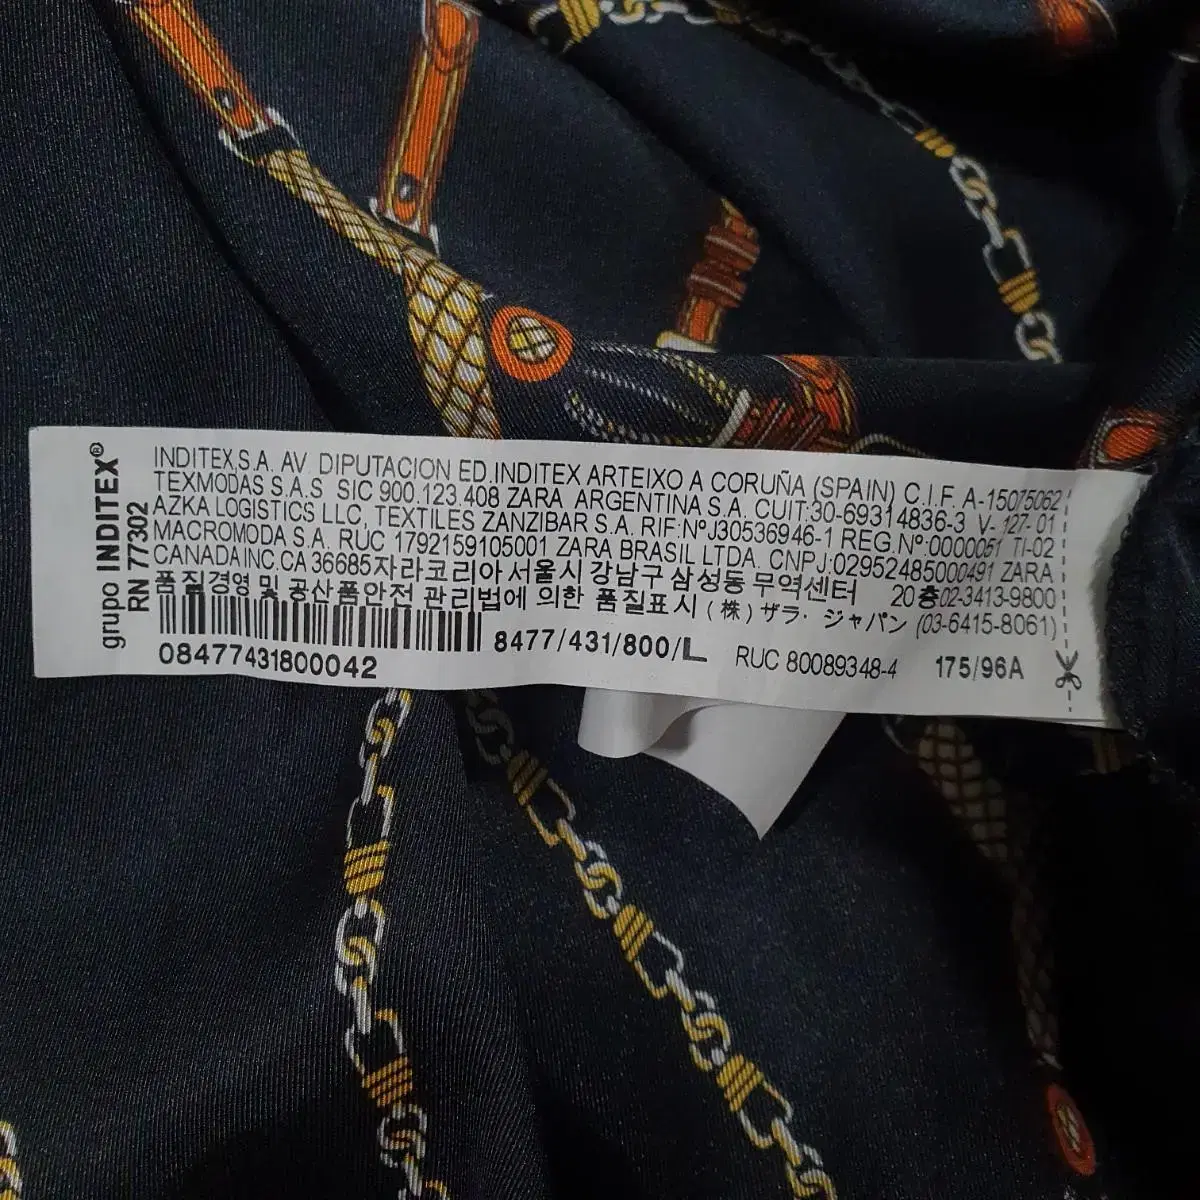 grupo INDITEX®
RN 77302
INDITEX,S.A. AV. DIPUTACION ED.INDITEX ARTEIXO A CORUÑA (SPAIN) C.I.F. A-15075062
TEXMODAS S.A.S SIC 900.123.408 ZARA ARGENTINA S.A. CUIT:30-69314836-3 V-127-01
AZKA LOGISTICS LLC, TEXTILES ZANZIBAR S.A. RIF:NºJ30536946-1 REG.Nº:0000051 TI-02
MACROMODA S.A. RUC 1792159105001 ZARA BRASIL LTDA. CNPJ:02952485000491 ZARA
CANADA INC.CA 36685자라코리아 서울시 강남구 삼성동 무역센터 20층02-3413-9800
품질경영 및 공산품안전 관리법에 의한 품질표시 (株) ザラ・ジャパン (03-6415-8061)
08477431800042
8477/431/800/L
RUC 80089348-4
175/96A